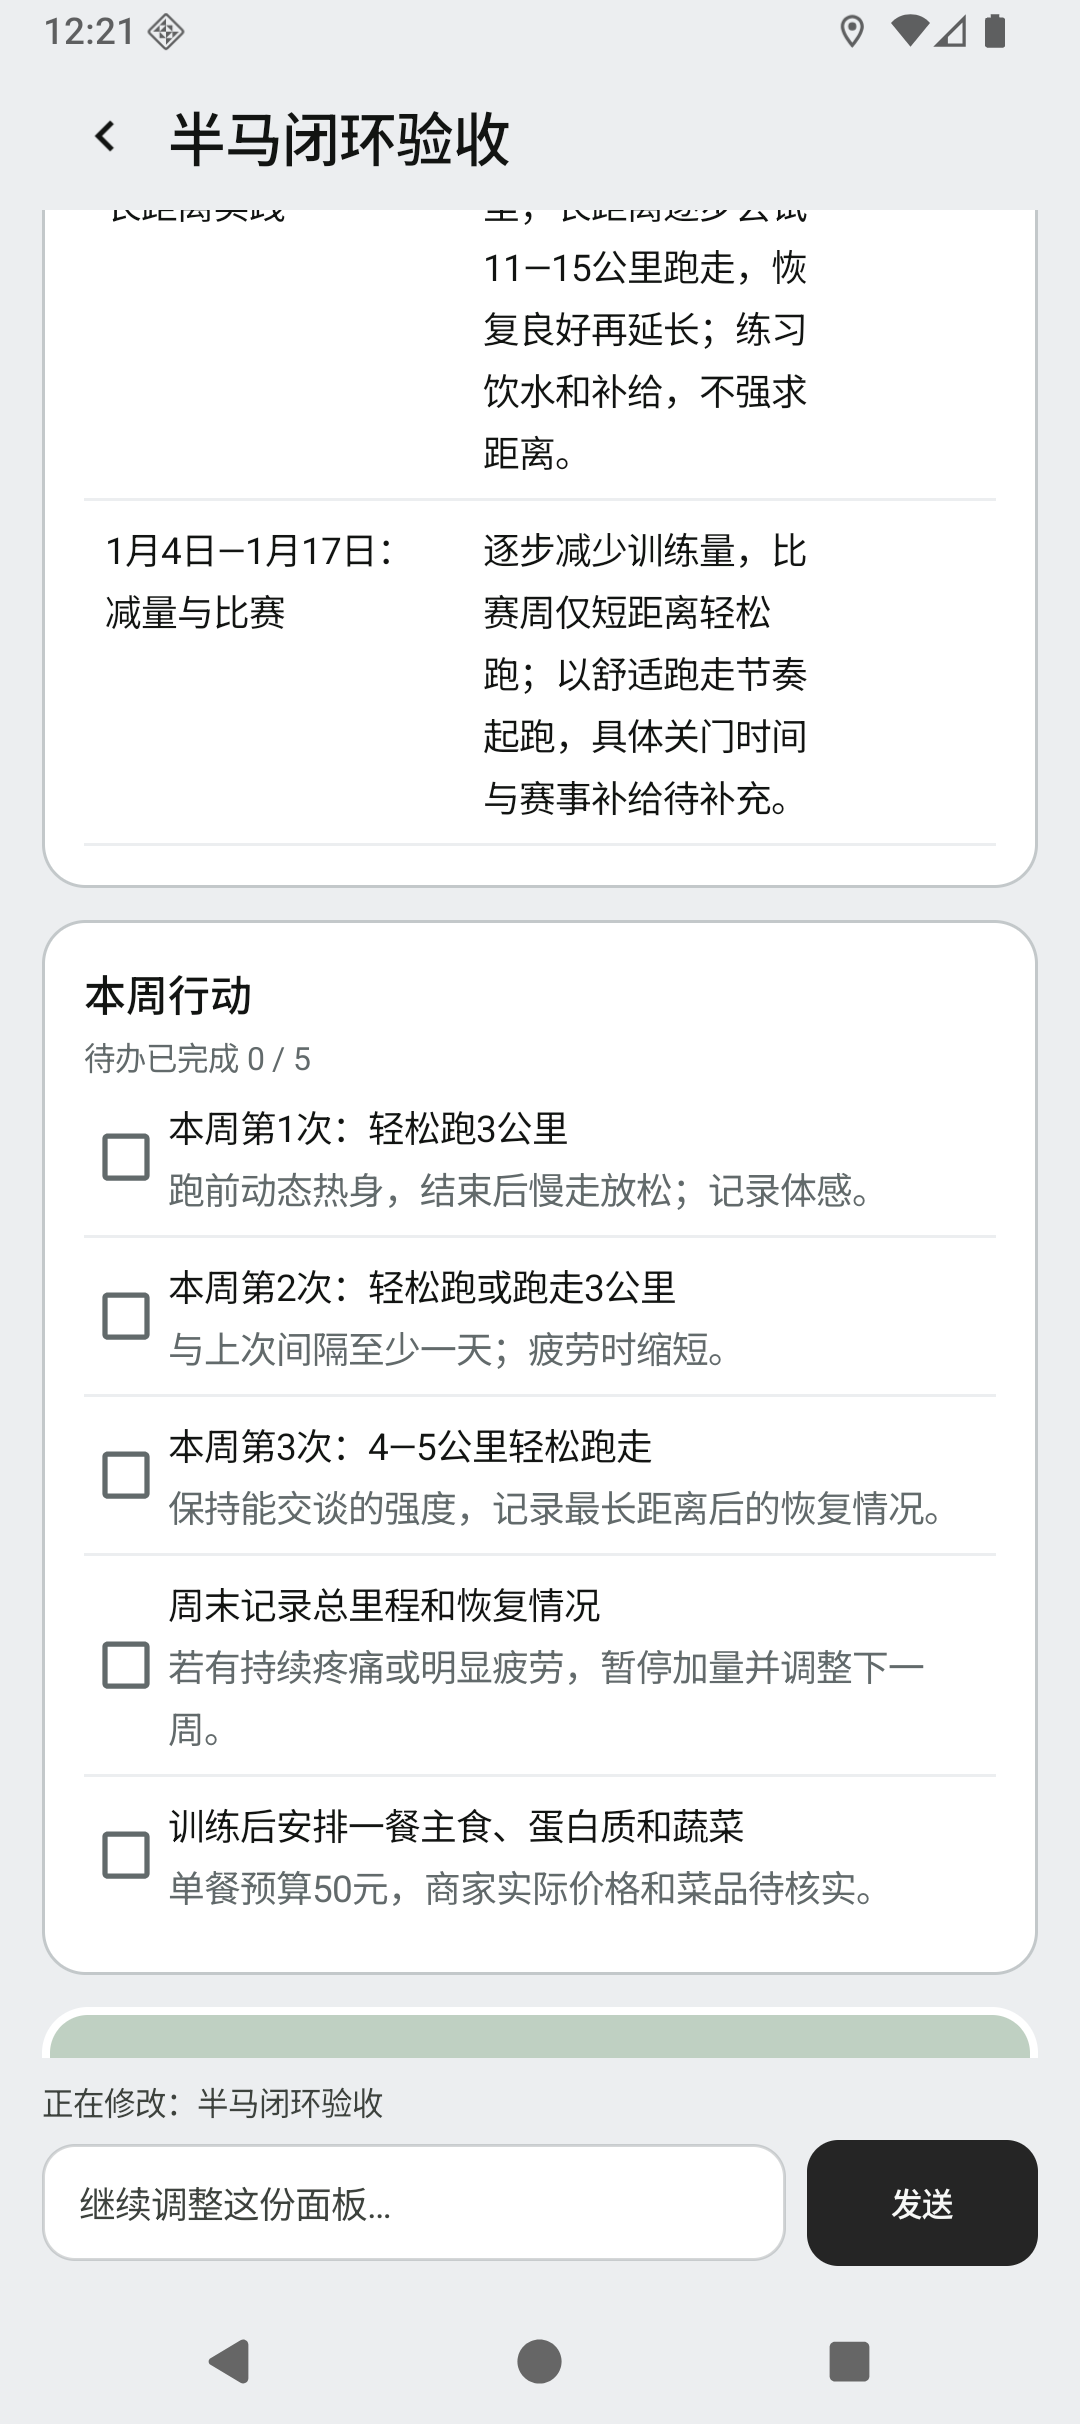 12:21
半马闭环验收
长距离实践
里；长距离逐步尝试
11–15公里跑走，恢
复良好再延长；练习
饮水和补给，不强求
距离。
1月4日–1月17日：
减量与比赛
逐步减少训练量，比
赛周仅短距离轻松
跑；以舒适跑走节奏
起跑，具体关门时间
与赛事补给待补充。
本周行动
待办已完成 0 / 5
本周第1次：轻松跑3公里
跑前动态热身，结束后慢走放松；记录体感。
本周第2次：轻松跑或跑走3公里
与上次间隔至少一天；疲劳时缩短。
本周第3次：4–5公里轻松跑走
保持能交谈的强度，记录最长距离后的恢复情况。
周末记录总里程和恢复情况
若有持续疼痛或明显疲劳，暂停加量并调整下一
周。
训练后安排一餐主食、蛋白质和蔬菜
单餐预算50元，商家实际价格和菜品待核实。
正在修改：半马闭环验收
继续调整这份面板...
发送